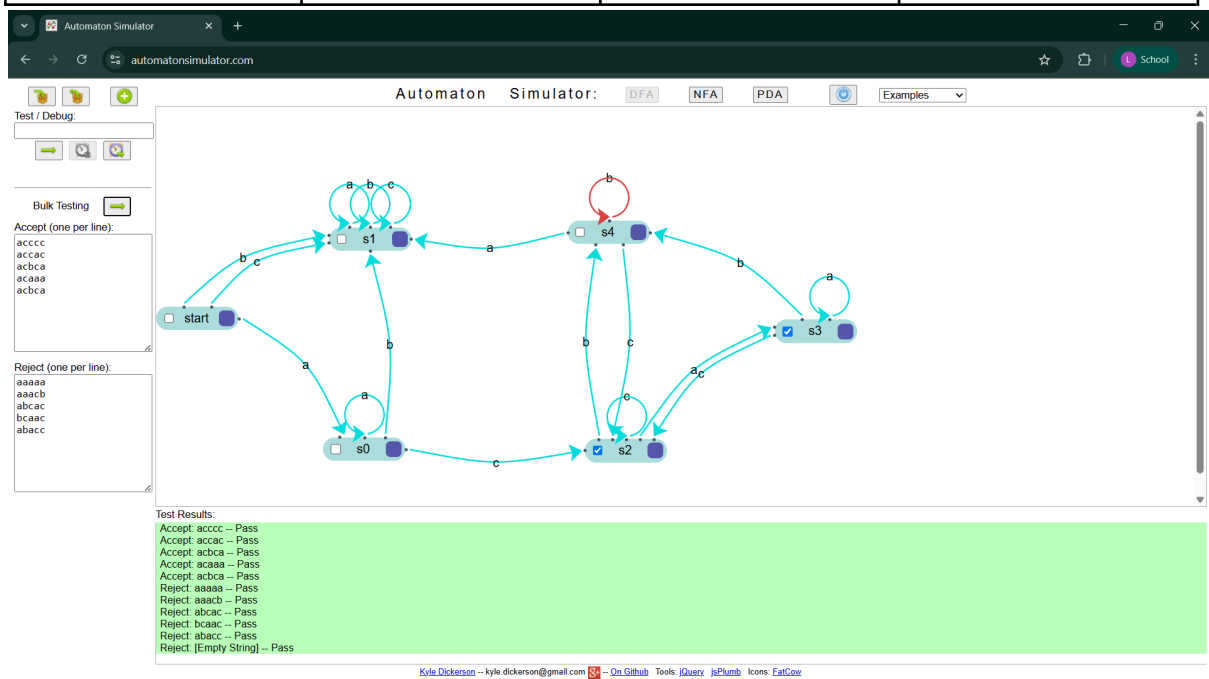 Automaton Simulator
automatonsimulator.com
School
Automaton Simulator: DFA NFA PDA Examples
Test / Debug:
Bulk Testing
Accept (one per line):
acccc
accac
acbca
acaaa
acbca
Reject (one per line):
aaaaa
aaacb
abcac
bcaac
abacc
a b c
s1
b
s4
a
b c
b
a
start
s3
b
b c
a
a c
a
c
s0
c
s2
Test Results:
Accept: acccc -- Pass
Accept: accac -- Pass
Accept: acbca -- Pass
Accept: acaaa -- Pass
Accept: acbca -- Pass
Reject: aaaaa -- Pass
Reject: aaacb -- Pass
Reject: abcac -- Pass
Reject: bcaac -- Pass
Reject: abacc -- Pass
Reject: [Empty String] -- Pass
Kyle Dickerson -- kyle.dickerson@gmail.com g+ -- On Github Tools: jQuery jsPlumb Icons: FatCow